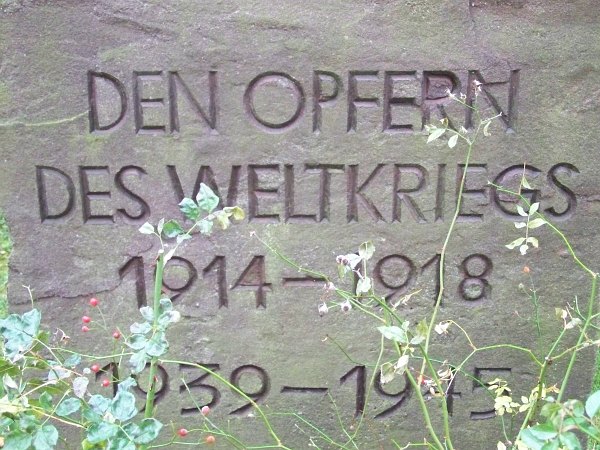 DEN OPFERN
DES WELTKRIEGS
1914-1918
1939-1945